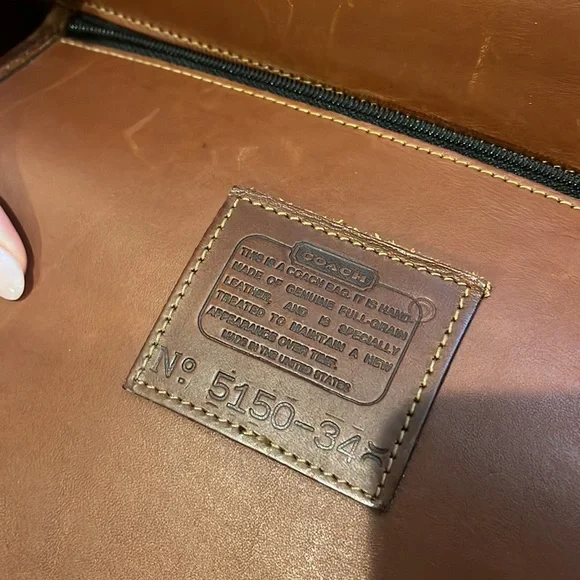 COACH
THIS IS A COACH BAG. IT IS HAND
MADE OF GENUINE FULL-GRAIN
LEATHER, AND IS SPECIALLY
TREATED TO MAINTAIN A NEW
APPEARANCE OVER TIME.
MADE IN THE UNITED STATES
No 5150-34